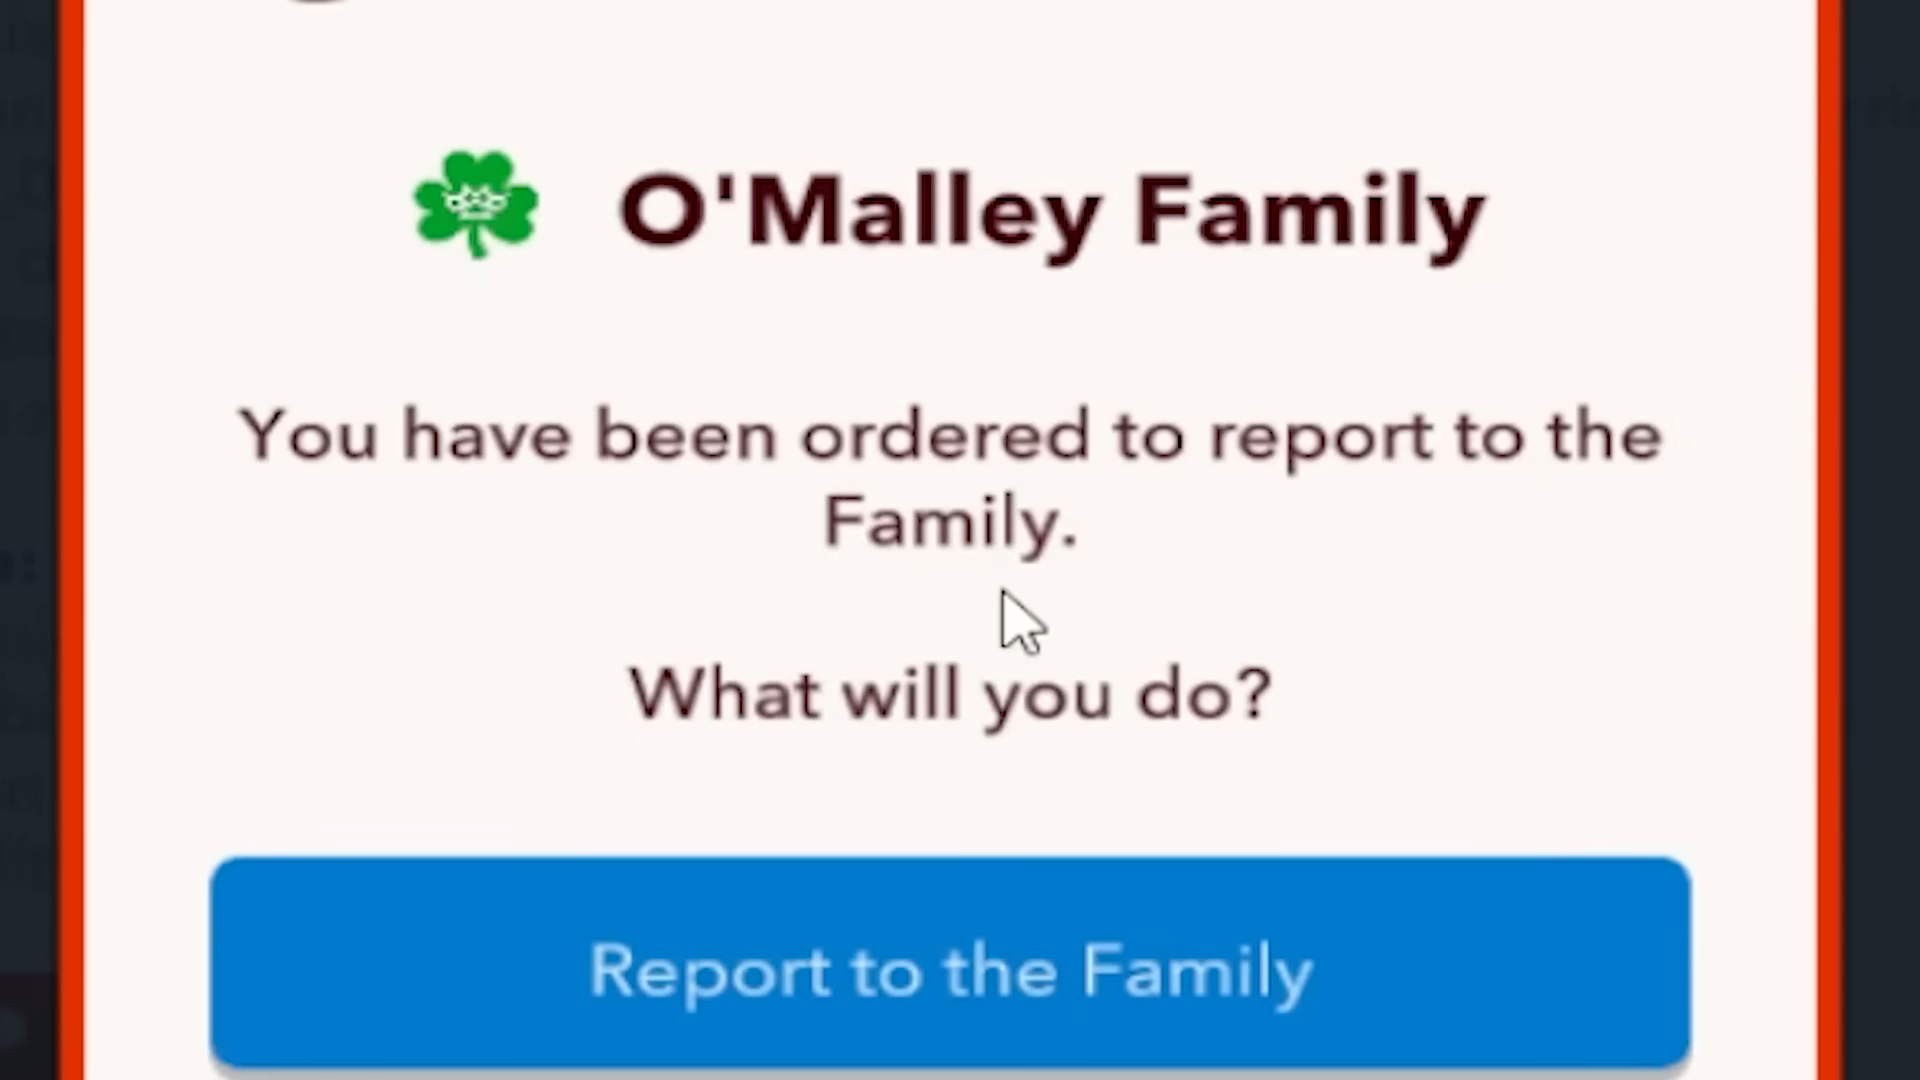 O'Malley Family
You have been ordered to report to the
Family.
What will you do?
Report to the Family